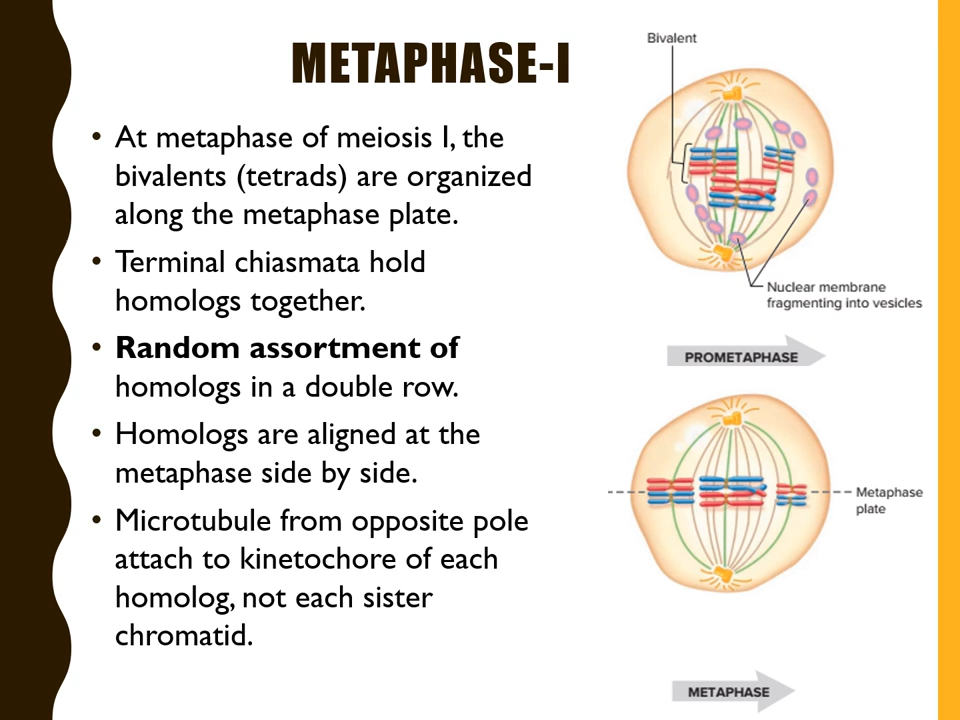 METAPHASE-I
• At metaphase of meiosis I, the
bivalents (tetrads) are organized
along the metaphase plate.
• Terminal chiasmata hold
homologs together.
• Random assortment of
homologs in a double row.
• Homologs are aligned at the
metaphase side by side.
• Microtubule from opposite pole
attach to kinetochore of each
homolog, not each sister
chromatid.
Bivalent
Nuclear membrane
fragmenting into vesicles
PROMETAPHASE
Metaphase
plate
METAPHASE